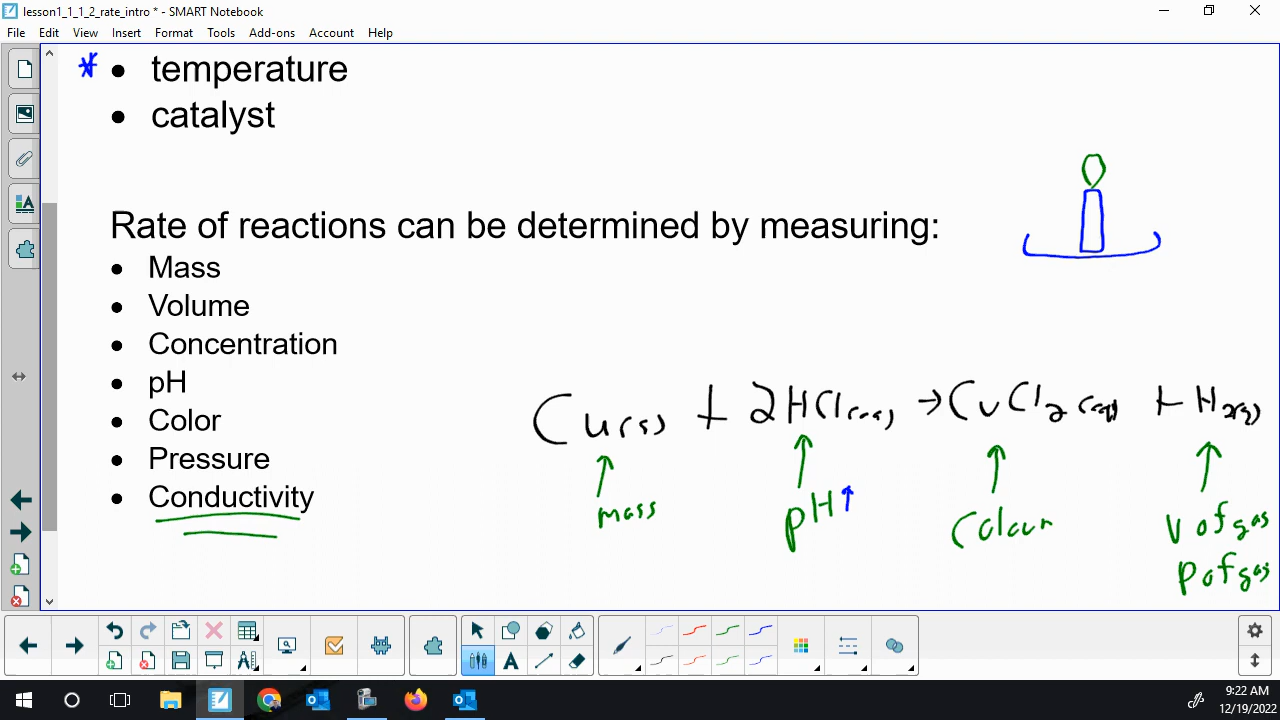 lesson1_1_1_2_rate_intro * - SMART Notebook
File Edit View Insert Format Tools Add-ons Account Help
* • temperature
• catalyst
Rate of reactions can be determined by measuring:
• Mass
• Volume
• Concentration
• pH
• Color
• Pressure
• Conductivity
Cu(s) + 2HCl(aq) → CuCl2(aq) + H2(g)
↑ ↑ ↑ ↑
mass pH↑ Colour V of gas
P of gas
A
9:22 AM
12/19/2022